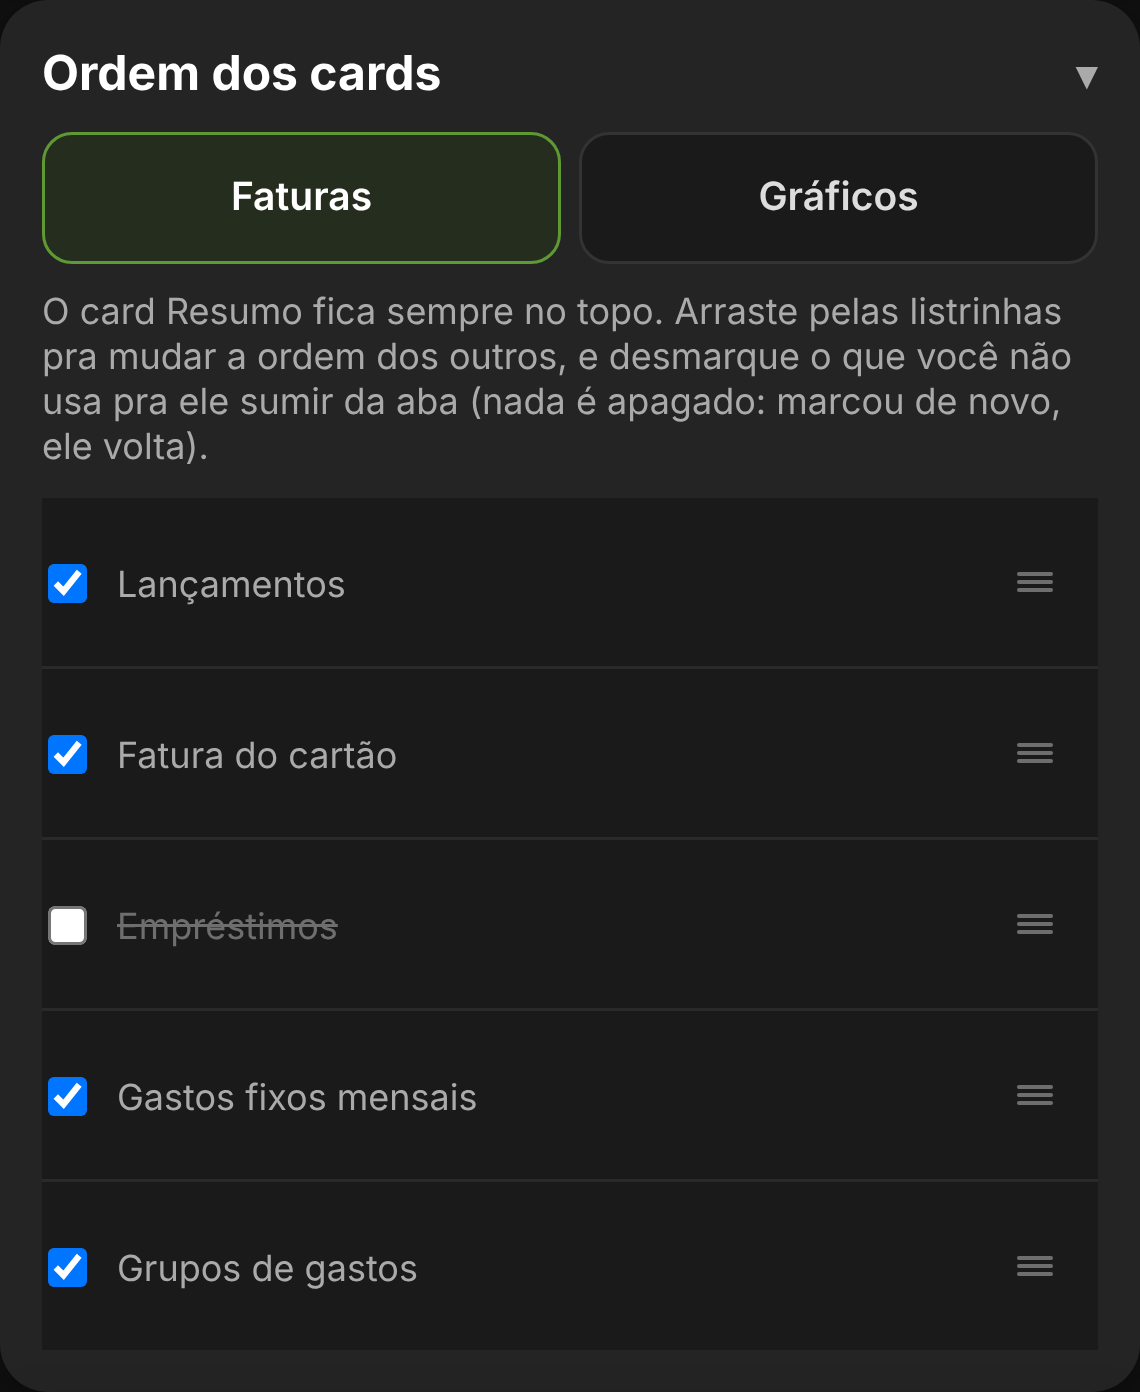 Ordem dos cards ▼
Faturas
Gráficos
O card Resumo fica sempre no topo. Arraste pelas listrinhas
pra mudar a ordem dos outros, e desmarque o que você não
usa pra ele sumir da aba (nada é apagado: marcou de novo,
ele volta).
Lançamentos
Fatura do cartão
Empréstimos
Gastos fixos mensais
Grupos de gastos